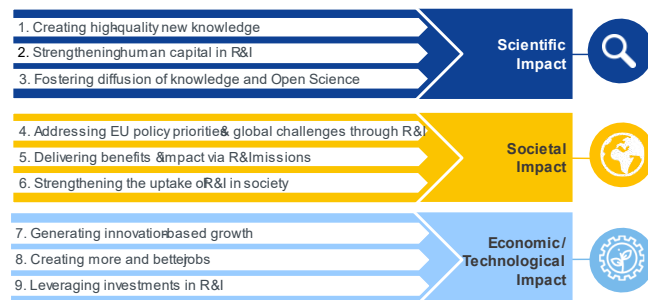 1. Creating high-quality new knowledge
2. Strengthening human capital in R&I
3. Fostering diffusion of knowledge and Open Science
Scientific
Impact
4. Addressing EU policy priorities & global challenges through R&I
5. Delivering benefits & impact via R&I missions
6. Strengthening the uptake of R&I in society
Societal
Impact
7. Generating innovation-based growth
8. Creating more and better jobs
9. Leveraging investments in R&I
Economic/
Technological
Impact